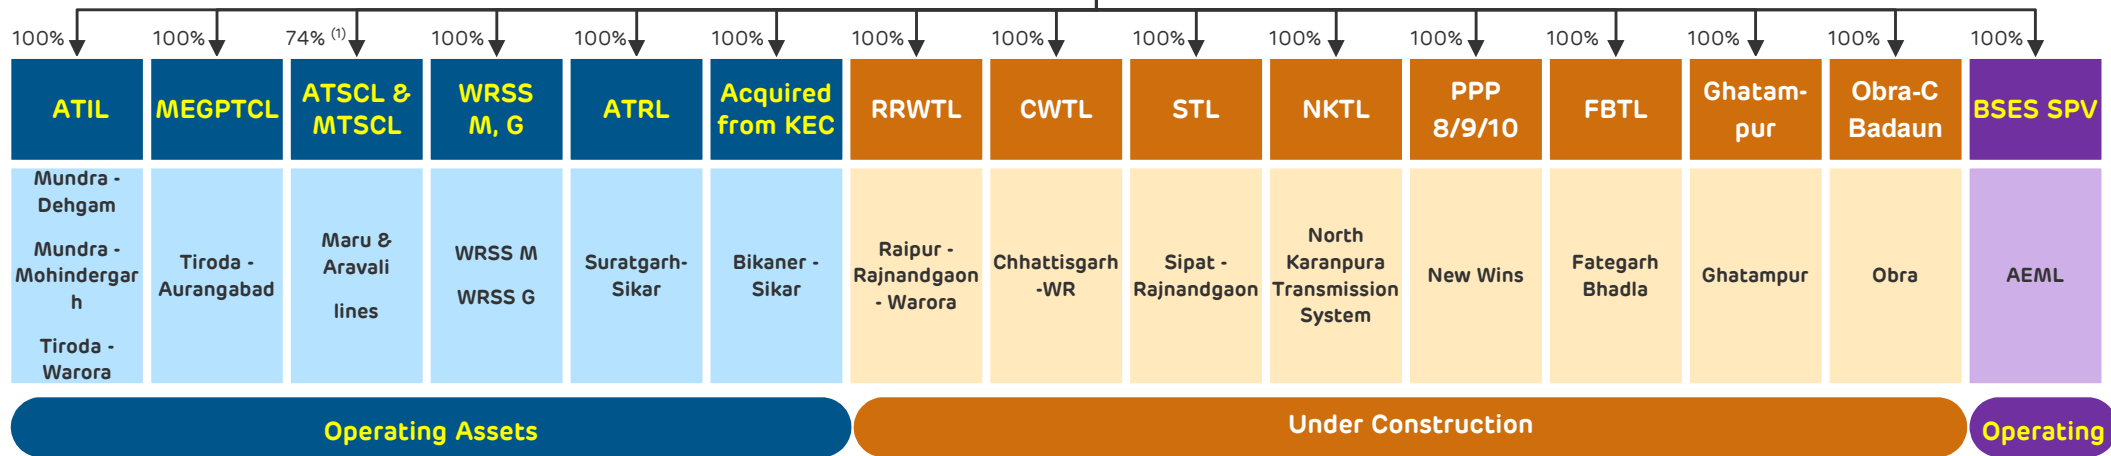 100%
100%
74% (1)
100%
100%
100%
100%
100%
100%
100%
100%
100%
100%
100%
100%
ATIL
MEGPTCL
ATSCL &
MTSCL
WRSS
M, G
ATRL
Acquired
from KEC
RRWTL
CWTL
STL
NKTL
PPP
8/9/10
FBTL
Ghatam-
pur
Obra-C
Badaun
BSES SPV
Mundra -
Dehgam
Mundra -
Mohindergar
h
Tiroda -
Warora
Tiroda -
Aurangabad
Maru &
Aravali
lines
WRSS M
WRSS G
Suratgarh-
Sikar
Bikaner -
Sikar
Raipur -
Rajnandgaon
- Warora
Chhattisgarh
-WR
Sipat -
Rajnandgaon
North
Karanpura
Transmission
System
New Wins
Fategarh
Bhadla
Ghatampur
Obra
AEML
Operating Assets
Under Construction
Operating